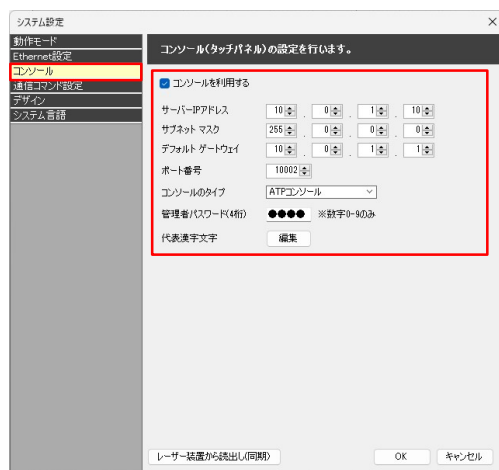 システム設定
動作モード
Ethernet設定
コンソール
通信コマンド設定
デザイン
システム言語
コンソール(タッチパネル)の設定を行います。
コンソールを利用する
サーバーIPアドレス 10 . 0 . 1 . 10
サブネット マスク 255 . 0 . 0 . 0
デフォルト ゲートウェイ 10 . 0 . 1 . 1
ポート番号 10002
コンソールのタイプ ATPコンソール
管理者パスワード(4桁) ●●●● ※数字0-9のみ
代表漢字文字 編集
レーザー装置から読出し(同期) OK キャンセル